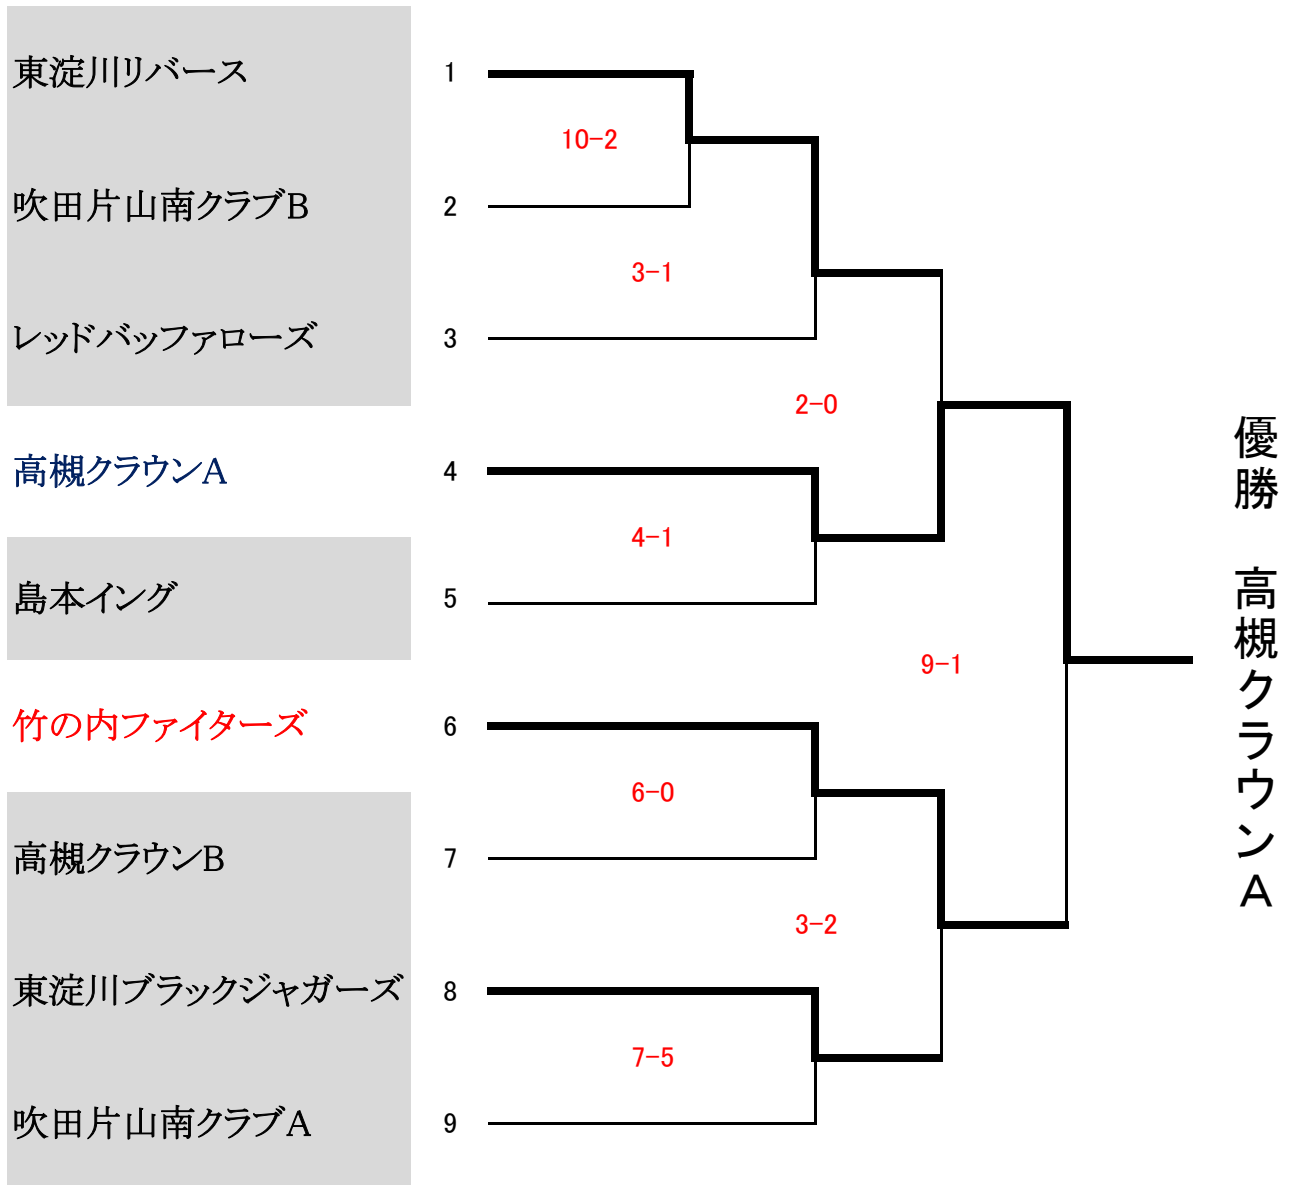 東淀川リバース 1
10-2
吹田片山南クラブB 2
3-1
レッドバッファローズ 3
2-0
高槻クラウンA 4
4-1
島本イング 5
9-1
竹の内ファイターズ 6
6-0
高槻クラウンB 7
3-2
東淀川ブラックジャガーズ 8
7-5
吹田片山南クラブA 9
優勝　高槻クラウンA